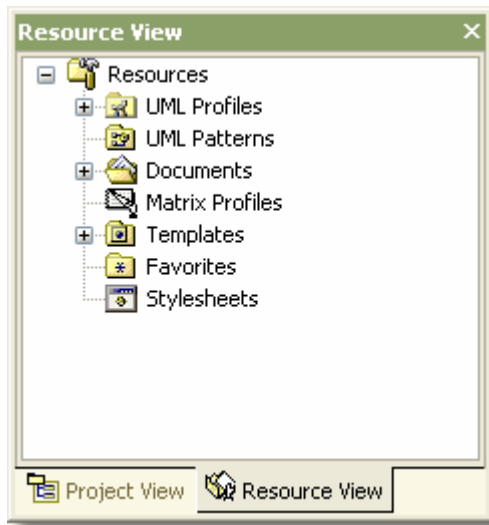 Resource View
Resources
UML Profiles
UML Patterns
Documents
Matrix Profiles
Templates
Favorites
Stylesheets
Project View Resource View